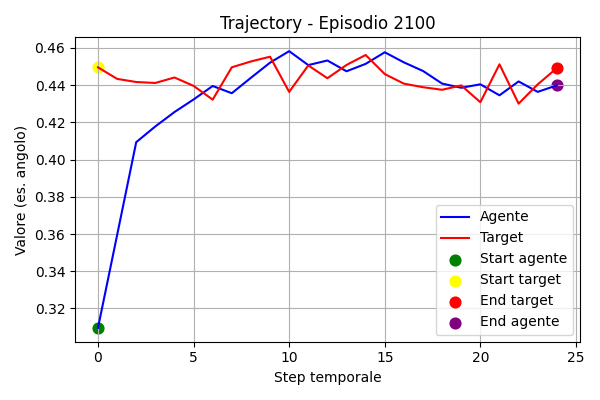 Trajectory - Episodio 2100
Valore (es. angolo)
0.46
0.44
0.42
0.40
0.38
0.36
0.34
0.32
0 5 10 15 20 25
Step temporale
Agente
Target
Start agente
Start target
End target
End agente